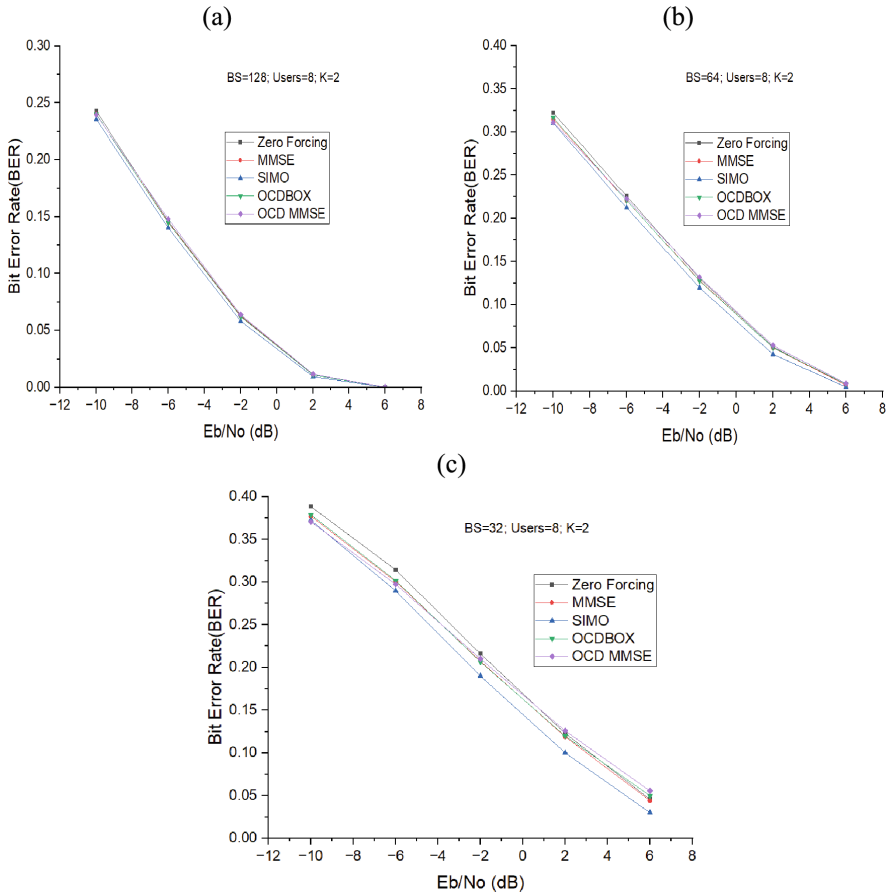 (a)
BS=128; Users=8; K=2
Zero Forcing
MMSE
SIMO
OCDBOX
OCD MMSE
Bit Error Rate(BER)
0.30
0.25
0.20
0.15
0.10
0.05
0.00
−12 −10 −8 −6 −4 −2 0 2 4 6 8
Eb/No (dB)
(b)
BS=64; Users=8; K=2
Zero Forcing
MMSE
SIMO
OCDBOX
OCD MMSE
Bit Error Rate(BER)
0.40
0.35
0.30
0.25
0.20
0.15
0.10
0.05
0.00
−12 −10 −8 −6 −4 −2 0 2 4 6 8
Eb/No (dB)
(c)
BS=32; Users=8; K=2
Zero Forcing
MMSE
SIMO
OCDBOX
OCD MMSE
Bit Error Rate(BER)
0.40
0.35
0.30
0.25
0.20
0.15
0.10
0.05
0.00
−12 −10 −8 −6 −4 −2 0 2 4 6 8
Eb/No (dB)